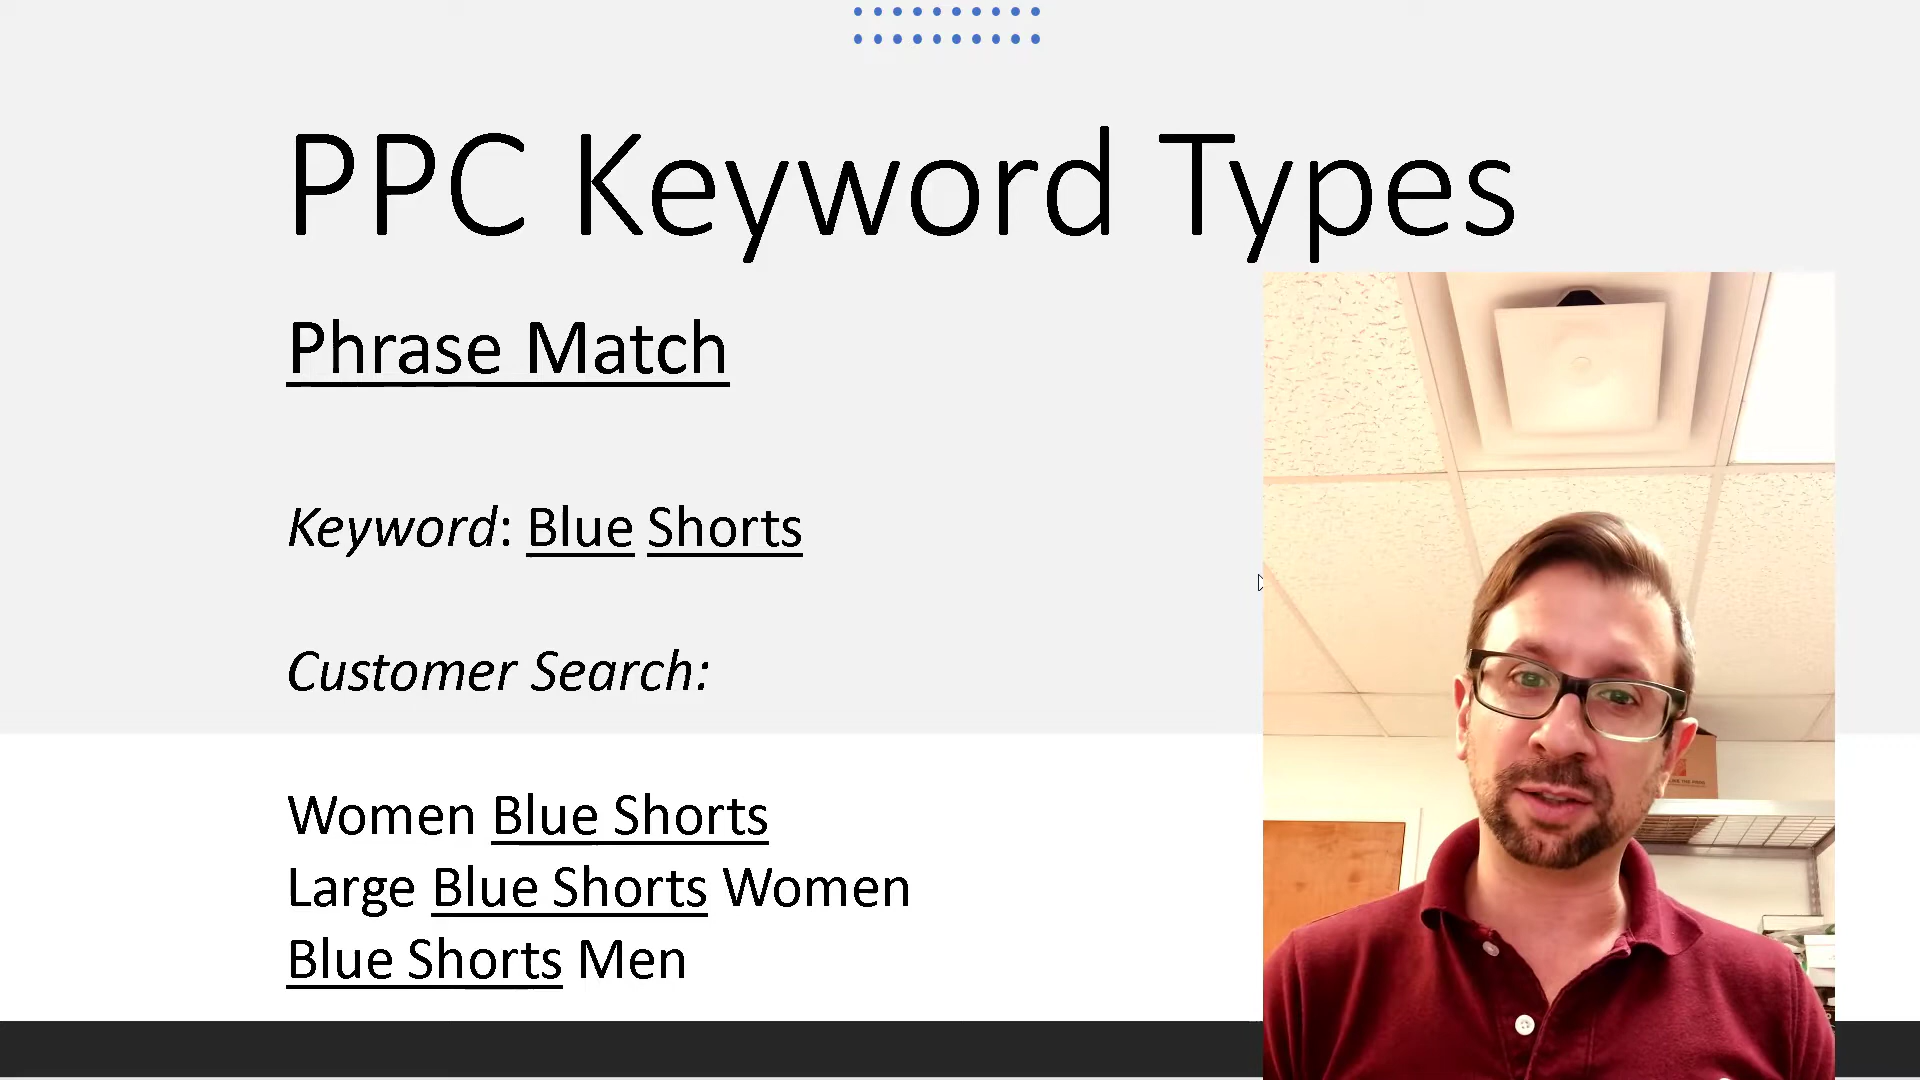 PPC Keyword Types
Phrase Match
Keyword: Blue Shorts
Customer Search:
Women Blue Shorts
Large Blue Shorts Women
Blue Shorts Men